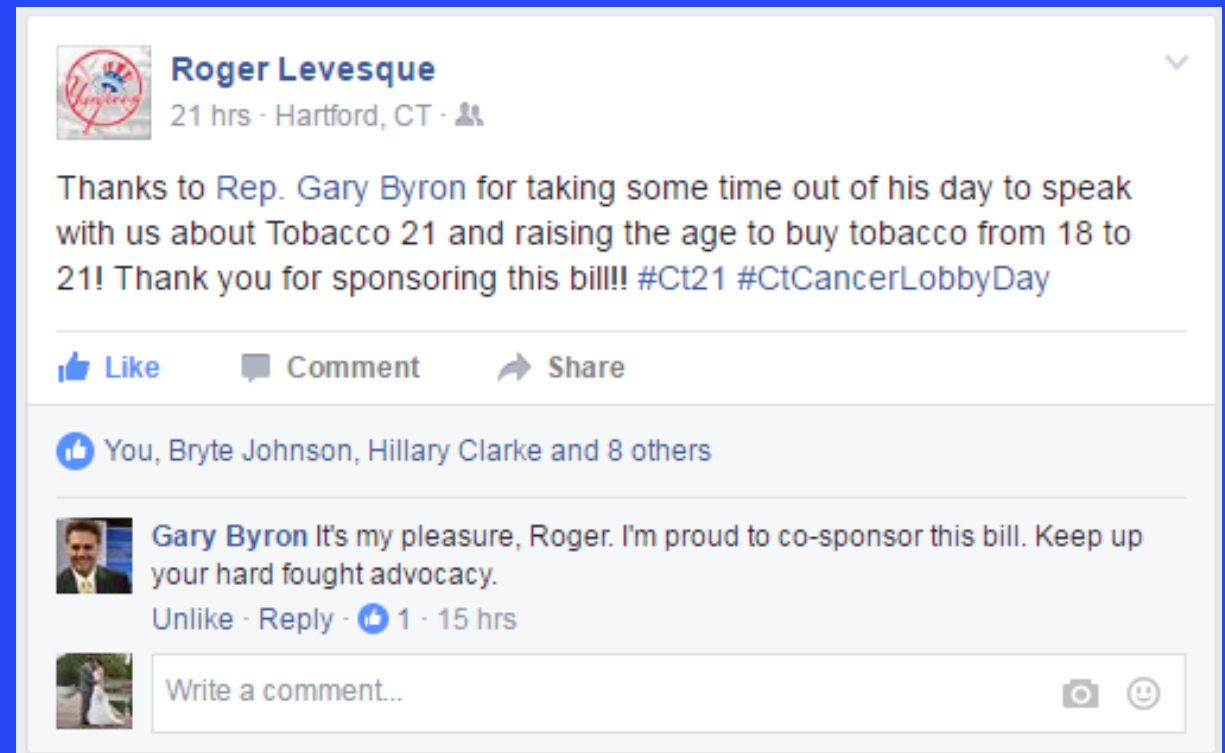 Roger Levesque
21 hrs · Hartford, CT ·
Thanks to Rep. Gary Byron for taking some time out of his day to speak
with us about Tobacco 21 and raising the age to buy tobacco from 18 to
21! Thank you for sponsoring this bill!! #Ct21 #CtCancerLobbyDay
Like Comment Share
You, Bryte Johnson, Hillary Clarke and 8 others
Gary Byron It's my pleasure, Roger. I'm proud to co-sponsor this bill. Keep up
your hard fought advocacy.
Unlike · Reply · 1 · 15 hrs
Write a comment...